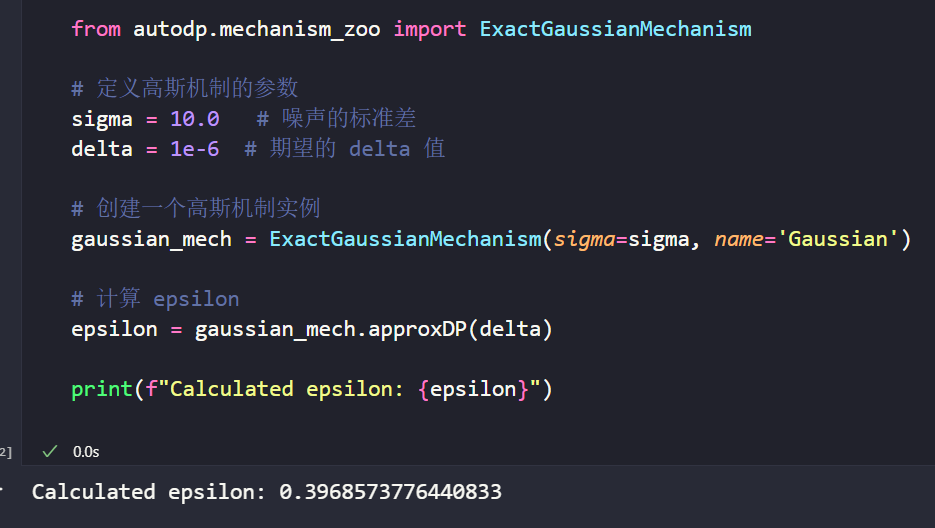 from autodp.mechanism_zoo import ExactGaussianMechanism
# 定义高斯机制的参数
sigma = 10.0   # 噪声的标准差
delta = 1e-6  # 期望的 delta 值
# 创建一个高斯机制实例
gaussian_mech = ExactGaussianMechanism(sigma=sigma, name='Gaussian')
# 计算 epsilon
epsilon = gaussian_mech.approxDP(delta)
print(f"Calculated epsilon: {epsilon}")
2] ✓ 0.0s
Calculated epsilon: 0.3968573776440833